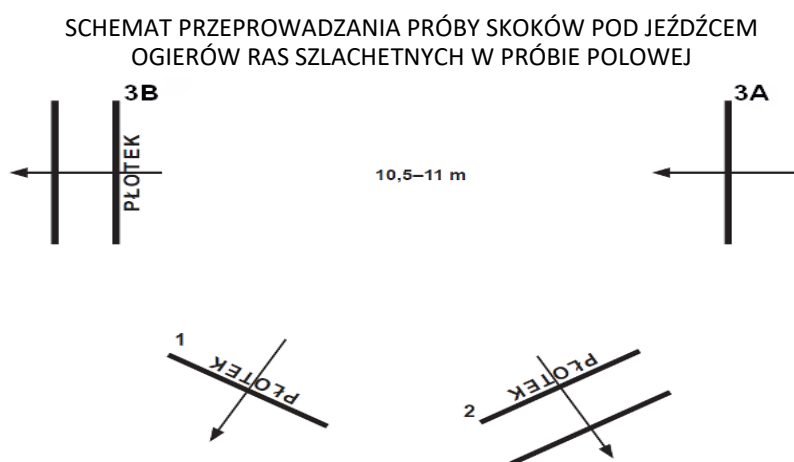 SCHEMAT PRZEPROWADZANIA PRÓBY SKOKÓW POD JEŹDŹCEM
OGIERÓW RAS SZLACHETNYCH W PRÓBIE POLOWEJ
3B
3A
PŁOTEK
10,5–11 m
1
PŁOTEK
PŁOTEK
2